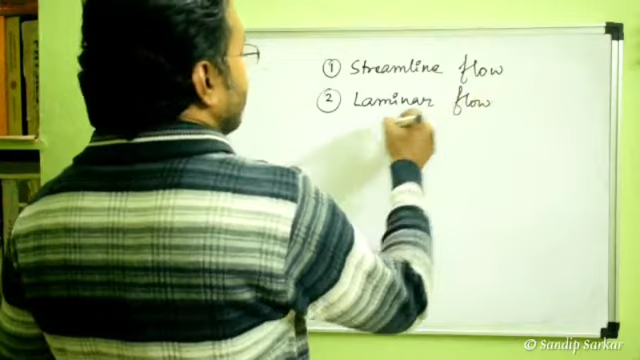 ① Streamline flow
② Laminar flow
© Sandip Sarkar